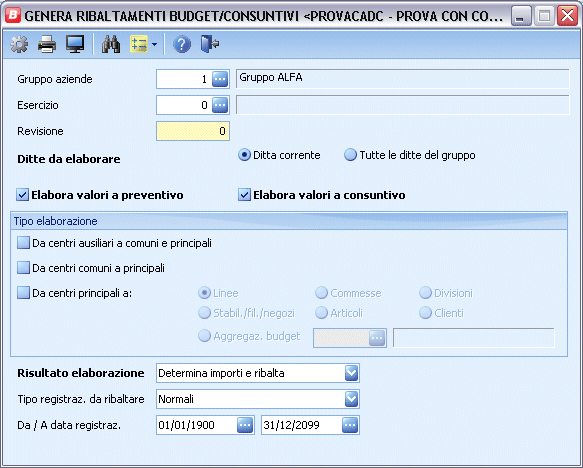 B GENERA RIBALTAMENTI BUDGET/CONSUNTIVI <PROVACADC - PROVA CON CO...
Gruppo aziende 1 Gruppo ALFA
Esercizio 0
Revisione 0
Ditte da elaborare Ditta corrente Tutte le ditte del gruppo
Elabora valori a preventivo Elabora valori a consuntivo
Tipo elaborazione
Da centri ausiliari a comuni e principali
Da centri comuni a principali
Da centri principali a: Linee Commesse Divisioni
Stabil./fil./negozi Articoli Clienti
Aggregaz. budget
Risultato elaborazione Determina importi e ribalta
Tipo registraz. da ribaltare Normali
Da / A data registraz. 01/01/1900 31/12/2099